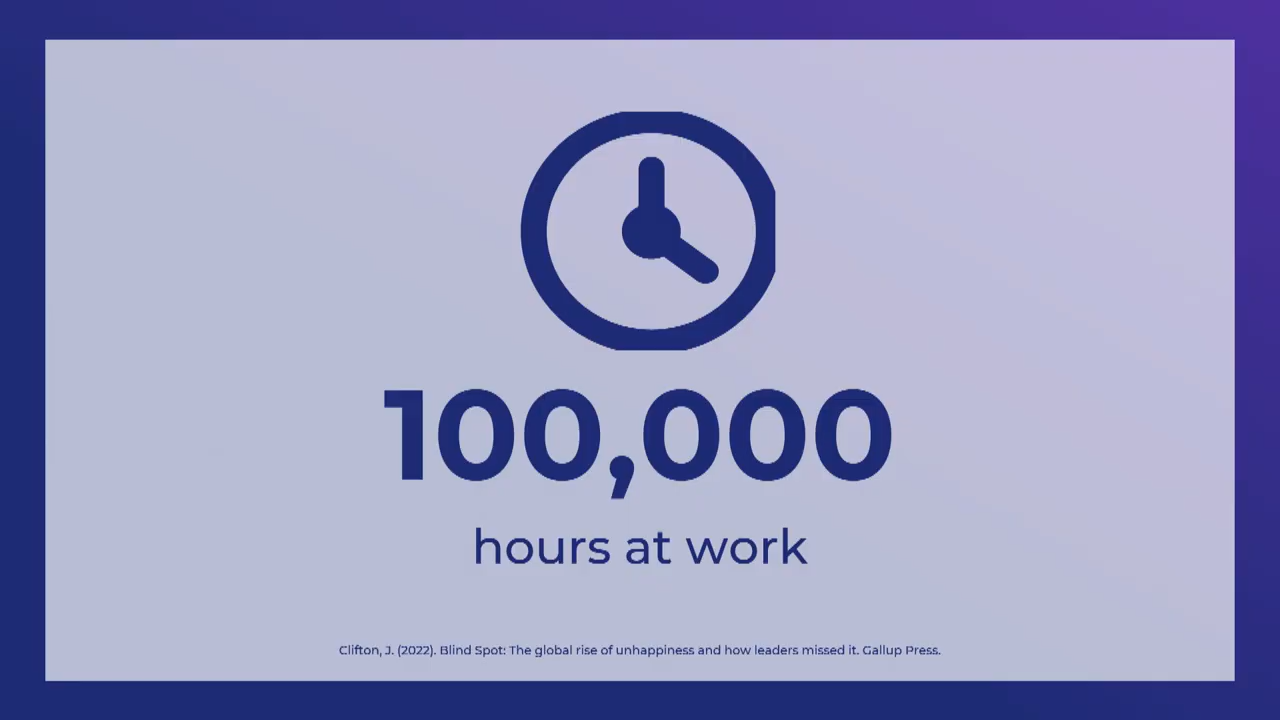 100,000
hours at work
Clifton, J. (2022). Blind Spot: The global rise of unhappiness and how leaders missed it. Gallup Press.